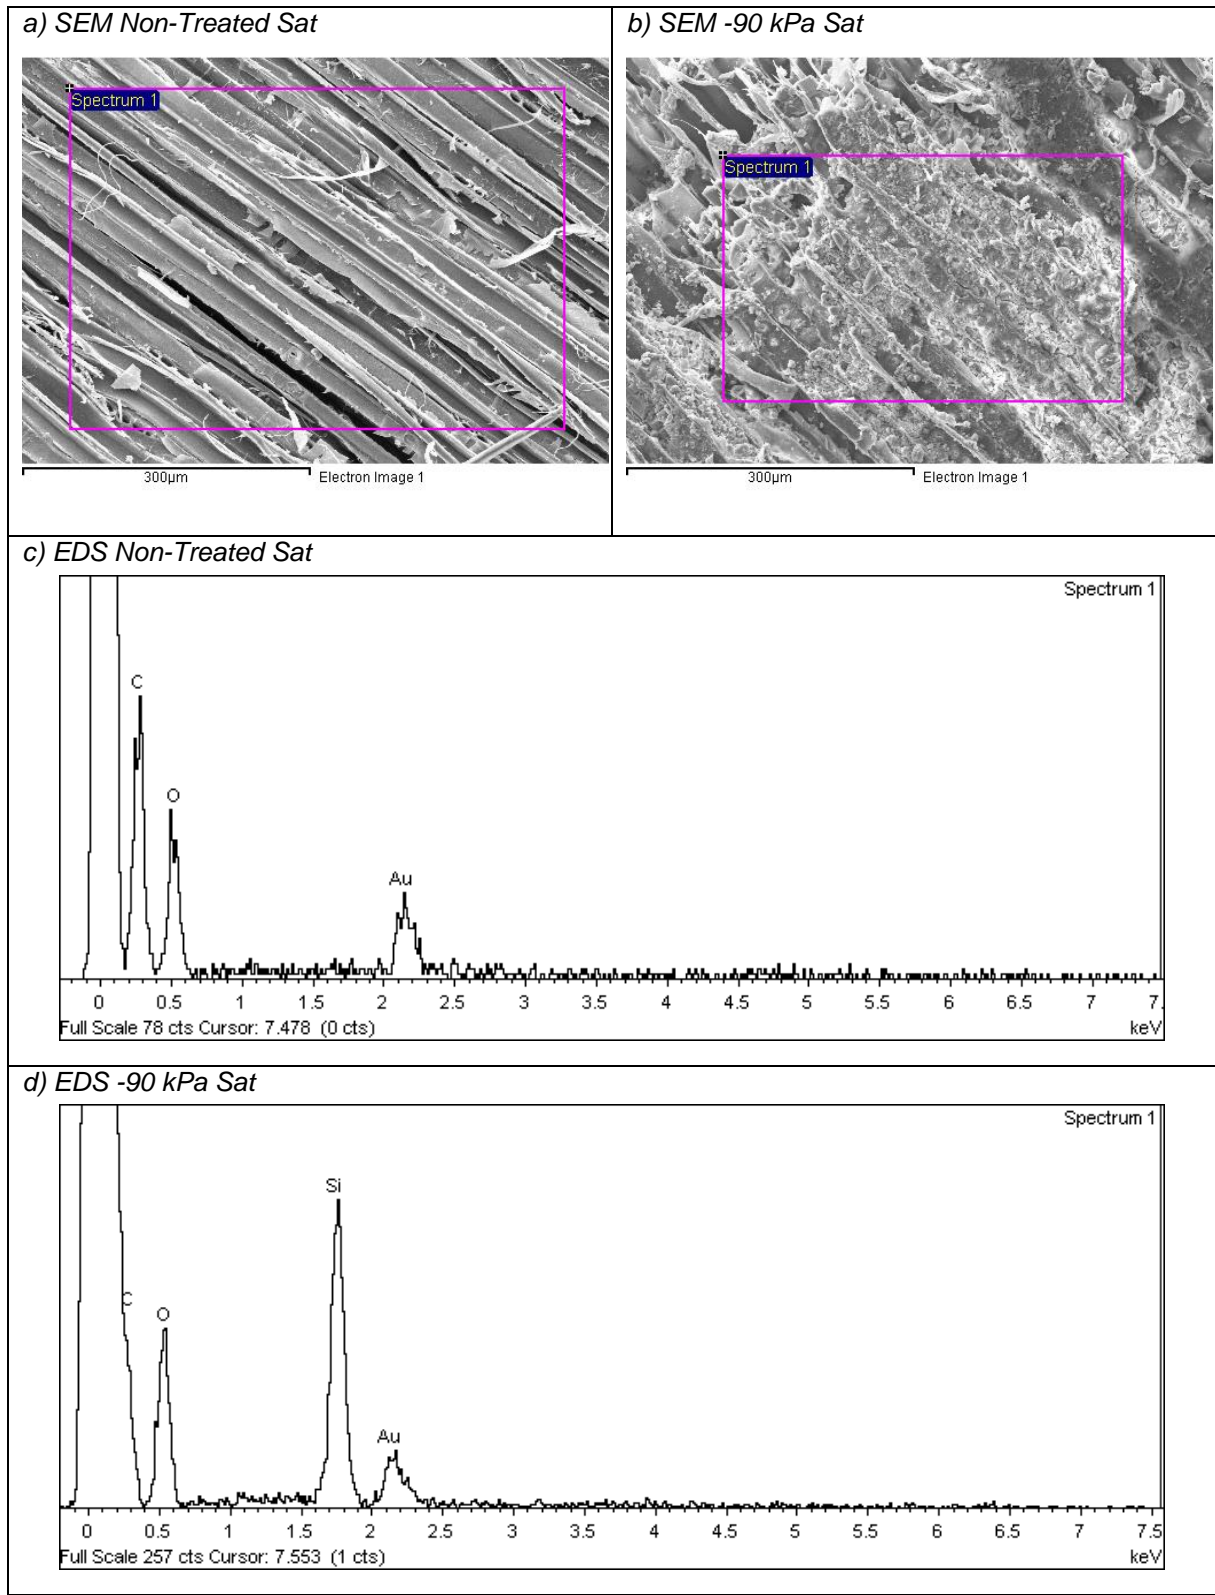 a) SEM Non-Treated Sat
b) SEM -90 kPa Sat
Spectrum 1
300µm
Electron Image 1
Spectrum 1
300µm
Electron Image 1
c) EDS Non-Treated Sat
Spectrum 1
C
O
Au
0 0.5 1 1.5 2 2.5 3 3.5 4 4.5 5 5.5 6 6.5 7 7.
Full Scale 78 cts Cursor: 7.478 (0 cts)
keV
d) EDS -90 kPa Sat
Spectrum 1
Si
C
O
Au
0 0.5 1 1.5 2 2.5 3 3.5 4 4.5 5 5.5 6 6.5 7 7.5
Full Scale 257 cts Cursor: 7.553 (1 cts)
keV